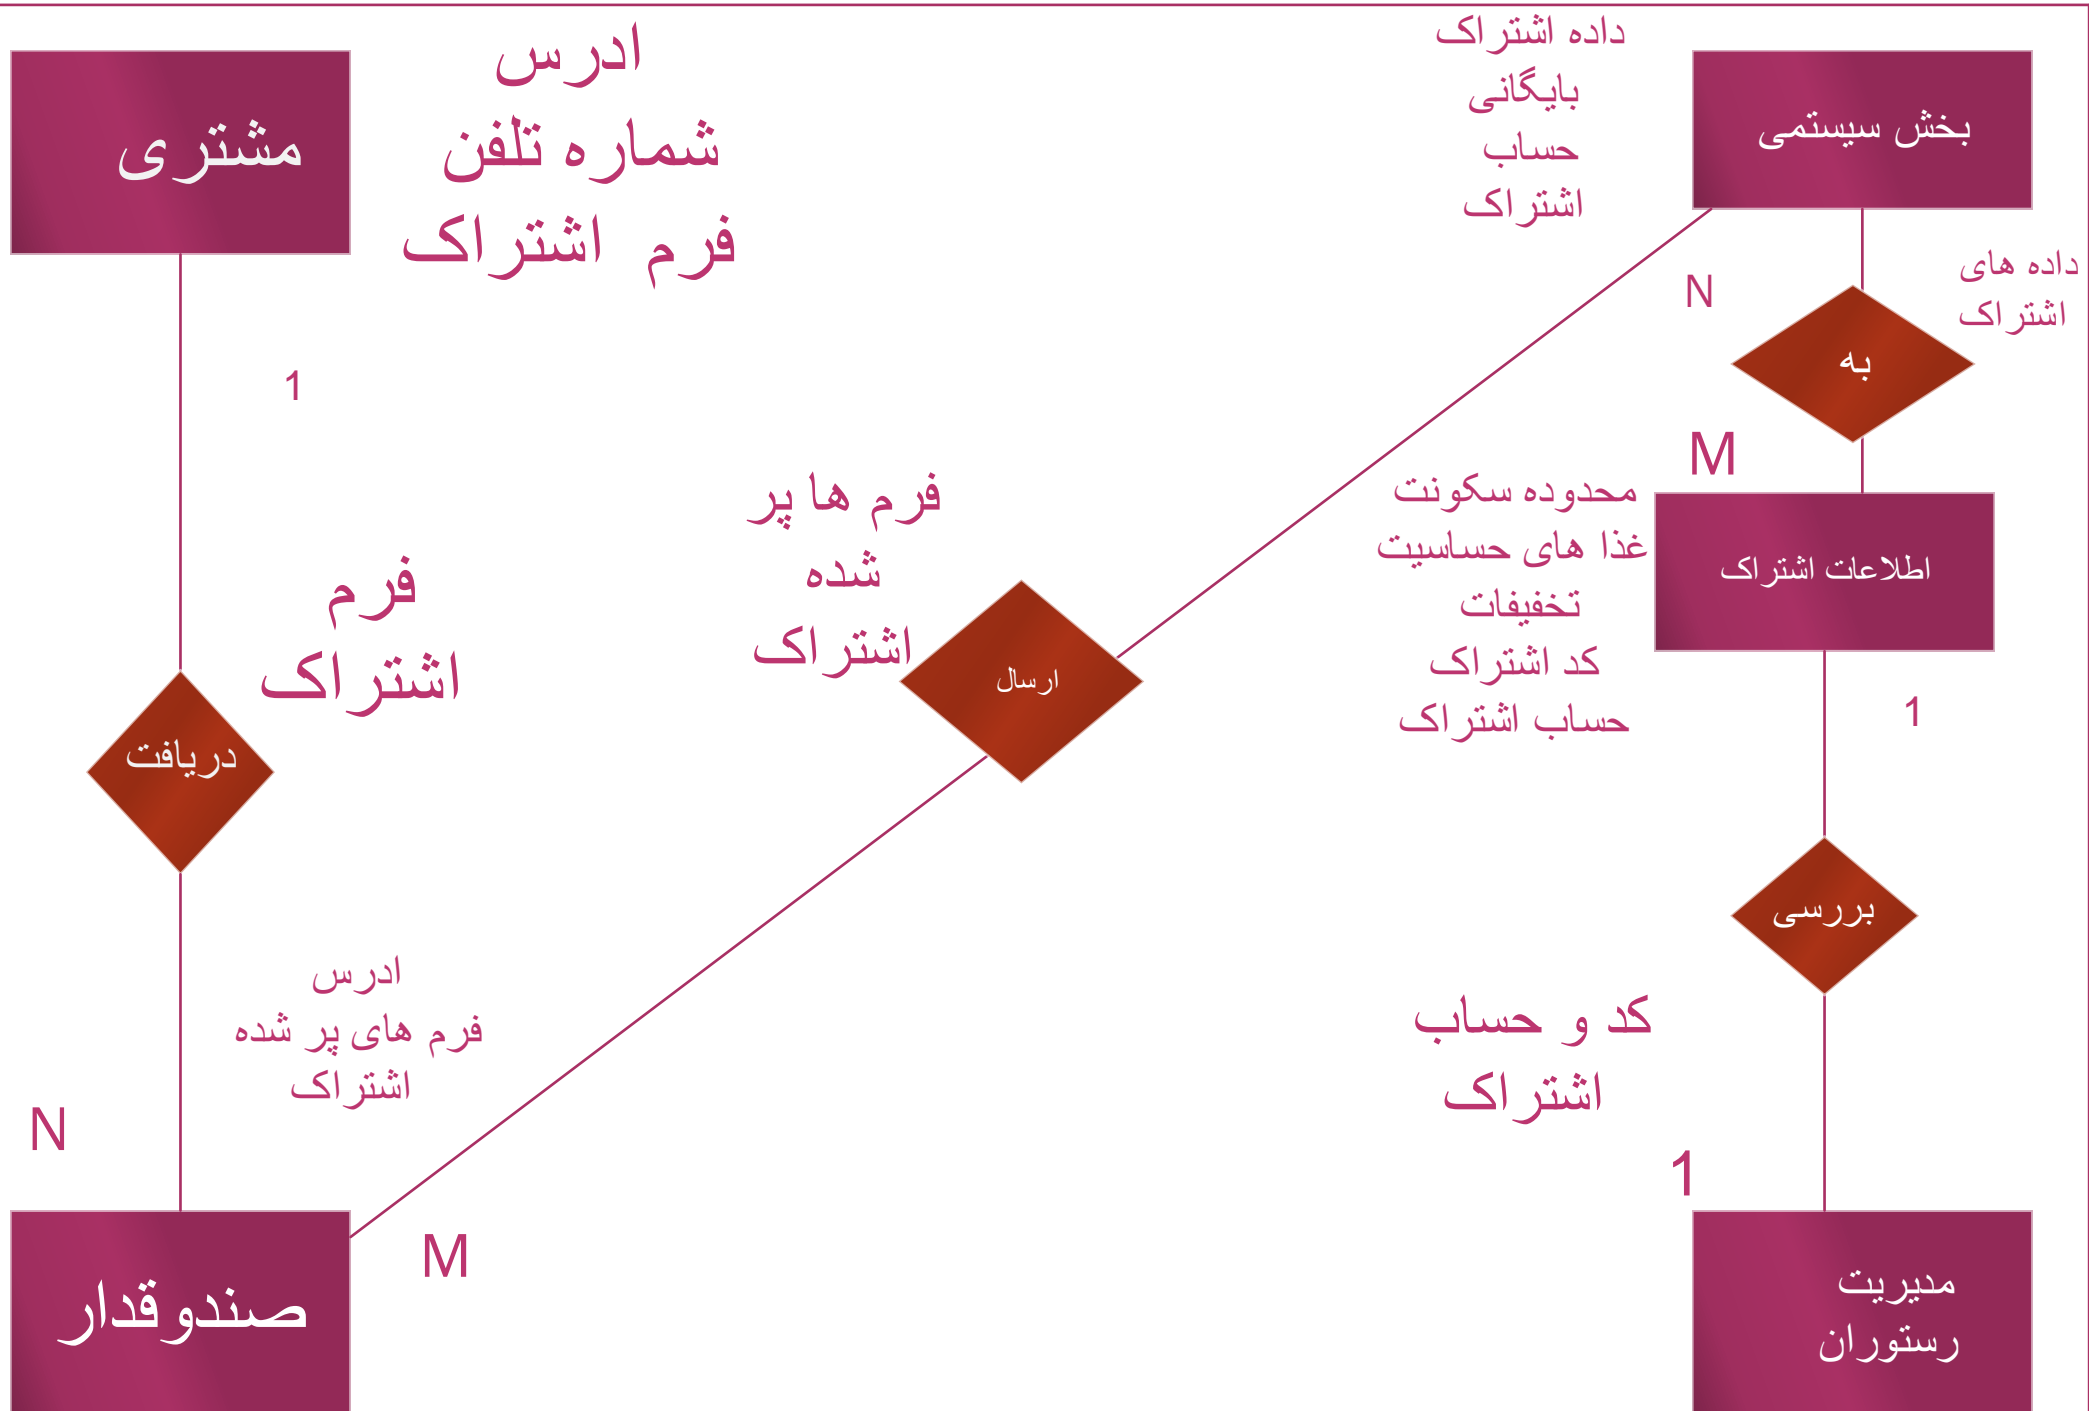 مشتری
ادرس
شماره تلفن
فرم اشتراک
داده اشتراک
بایگانی
حساب
اشتراک
بخش سیستمی
N
داده های
اشتراک
به
1
M
فرم ها پر
شده
اشتراک
ارسال
محدوده سکونت
غذا های حساسیت
تخفیفات
کد اشتراک
حساب اشتراک
اطلاعات اشتراک
فرم
اشتراک
دریافت
1
بررسی
ادرس
فرم های پر شده
اشتراک
کد و حساب
اشتراک
N
1
M
صندوقدار
مدیریت
رستوران